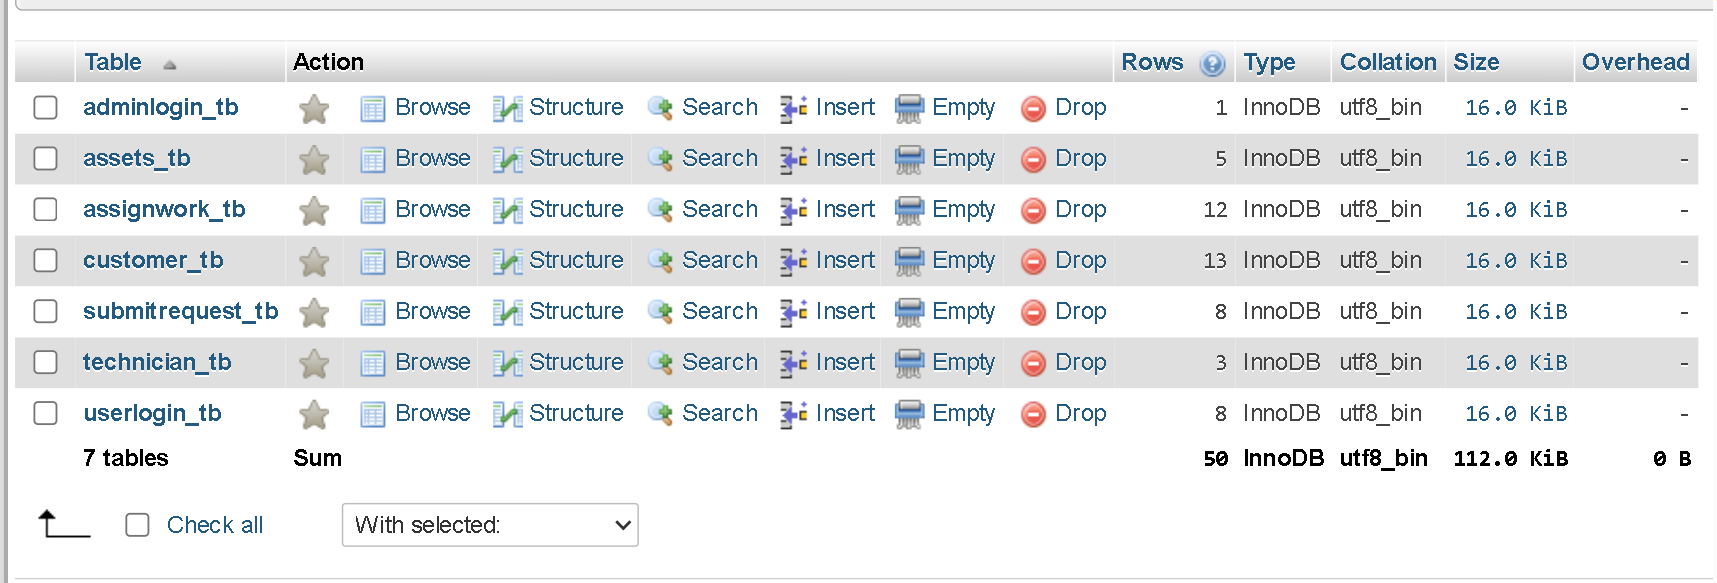 Table Action Rows Type Collation Size Overhead
adminlogin_tb Browse Structure Search Insert Empty Drop 1 InnoDB utf8_bin 16.0 KiB -
assets_tb Browse Structure Search Insert Empty Drop 5 InnoDB utf8_bin 16.0 KiB -
assignwork_tb Browse Structure Search Insert Empty Drop 12 InnoDB utf8_bin 16.0 KiB -
customer_tb Browse Structure Search Insert Empty Drop 13 InnoDB utf8_bin 16.0 KiB -
submitrequest_tb Browse Structure Search Insert Empty Drop 8 InnoDB utf8_bin 16.0 KiB -
technician_tb Browse Structure Search Insert Empty Drop 3 InnoDB utf8_bin 16.0 KiB -
userlogin_tb Browse Structure Search Insert Empty Drop 8 InnoDB utf8_bin 16.0 KiB -
7 tables Sum 50 InnoDB utf8_bin 112.0 KiB 0 B
Check all With selected: